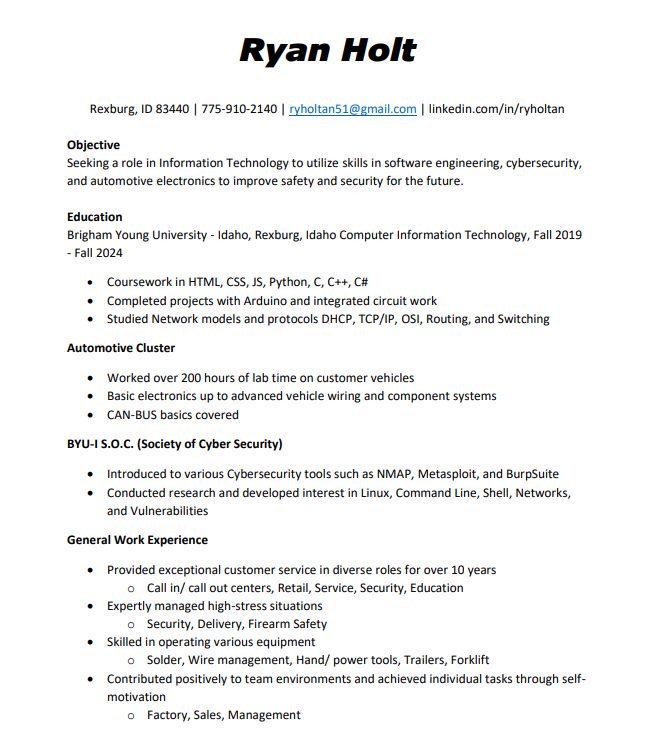 Ryan Holt
Rexburg, ID 83440 | 775-910-2140 | ryholtan51@gmail.com | linkedin.com/in/ryholtan
Objective
Seeking a role in Information Technology to utilize skills in software engineering, cybersecurity,
and automotive electronics to improve safety and security for the future.
Education
Brigham Young University - Idaho, Rexburg, Idaho Computer Information Technology, Fall 2019
- Fall 2024
• Coursework in HTML, CSS, JS, Python, C, C++, C#
• Completed projects with Arduino and integrated circuit work
• Studied Network models and protocols DHCP, TCP/IP, OSI, Routing, and Switching
Automotive Cluster
• Worked over 200 hours of lab time on customer vehicles
• Basic electronics up to advanced vehicle wiring and component systems
• CAN-BUS basics covered
BYU-I S.O.C. (Society of Cyber Security)
• Introduced to various Cybersecurity tools such as NMAP, Metasploit, and BurpSuite
• Conducted research and developed interest in Linux, Command Line, Shell, Networks,
and Vulnerabilities
General Work Experience
• Provided exceptional customer service in diverse roles for over 10 years
o Call in/ call out centers, Retail, Service, Security, Education
• Expertly managed high-stress situations
o Security, Delivery, Firearm Safety
• Skilled in operating various equipment
o Solder, Wire management, Hand/ power tools, Trailers, Forklift
• Contributed positively to team environments and achieved individual tasks through self-
motivation
o Factory, Sales, Management